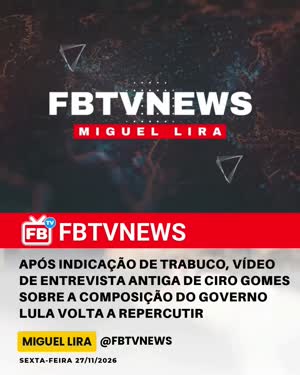 FBTVNEWS
MIGUEL LIRA
FB TV FBTVNEWS
APÓS INDICAÇÃO DE TRABUCO, VÍDEO
DE ENTREVISTA ANTIGA DE CIRO GOMES
SOBRE A COMPOSIÇÃO DO GOVERNO
LULA VOLTA A REPERCUTIR
MIGUEL LIRA @FBTVNEWS
SEXTA-FEIRA 27/11/2026